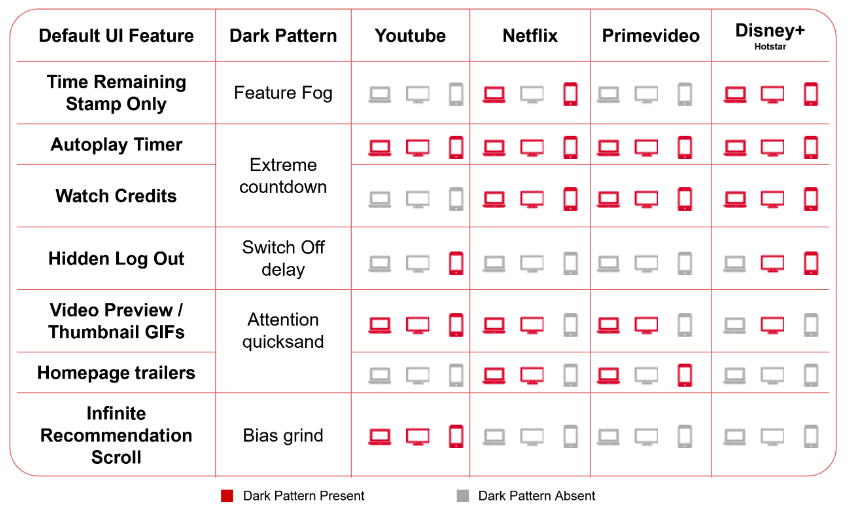 Default UI Feature
Dark Pattern
Youtube
Netflix
Primevideo
Disney+
Hotstar
Time Remaining
Stamp Only
Feature Fog
Autoplay Timer
Extreme
countdown
Watch Credits
Hidden Log Out
Switch Off
delay
Video Preview /
Thumbnail GIFs
Attention
quicksand
Homepage trailers
Infinite
Recommendation
Scroll
Bias grind
Dark Pattern Present
Dark Pattern Absent